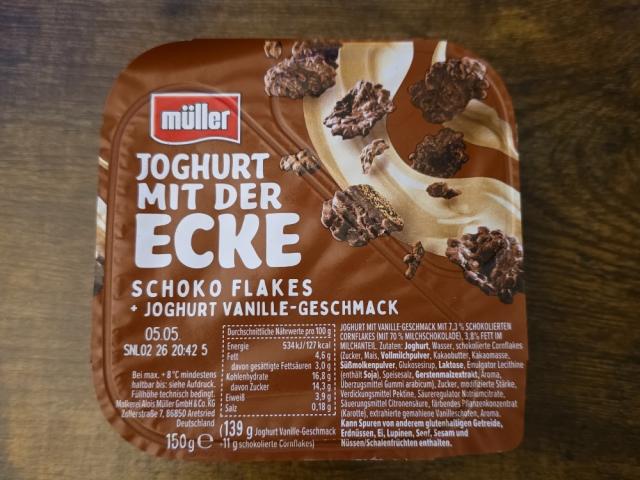 müller
JOGHURT
MIT DER
ECKE
SCHOKO FLAKES
+ JOGHURT VANILLE-GESCHMACK
05.05.
SNL02 26 20:42 5
Bei max. + 8 °C mindestens
haltbar bis: siehe Aufdruck.
Füllhöhe technisch bedingt.
Molkerei Alois Müller GmbH & Co. KG
Zollerstraße 7, 86850 Aretsried
Deutschland
150 g ℮
Durchschnittliche Nährwerte pro 100 g
Energie 534 kJ/127 kcal
Fett 4,6 g
davon gesättigte Fettsäuren 3,0 g
Kohlenhydrate 16,8 g
davon Zucker 14,3 g
Eiweiß 3,9 g
Salz 0,18 g
(139 g Joghurt Vanille-Geschmack
+11 g schokolierte Cornflakes)
JOGHURT MIT VANILLE-GESCHMACK MIT 7,3 % SCHOKOLIERTEN
CORNFLAKES (MIT 70 % MILCHSCHOKOLADE), 3,8% FETT IM
MILCHANTEIL. Zutaten: Joghurt, Wasser, schokolierte Cornflakes
(Zucker, Mais, Vollmilchpulver, Kakaobutter, Kakaomasse,
Süßmolkenpulver, Glukosesirup, Laktose, Emulgator Lecithine
(enthält Soja), Speisesalz, Gerstenmalzextrakt, Aroma,
Überzugsmittel Gummi arabicum), Zucker, modifizierte Stärke,
Verdickungsmittel Pektine, Säureregulator Natriumcitrate,
Säuerungsmittel Citronensäure, färbendes Pflanzenkonzentrat
(Karotte), extrahierte gemahlene Vanilleschoten, Aroma.
Kann Spuren von anderem glutenhaltigen Getreide,
Erdnüssen, Ei, Lupinen, Senf, Sesam und
Nüssen/Schalenfrüchten enthalten.